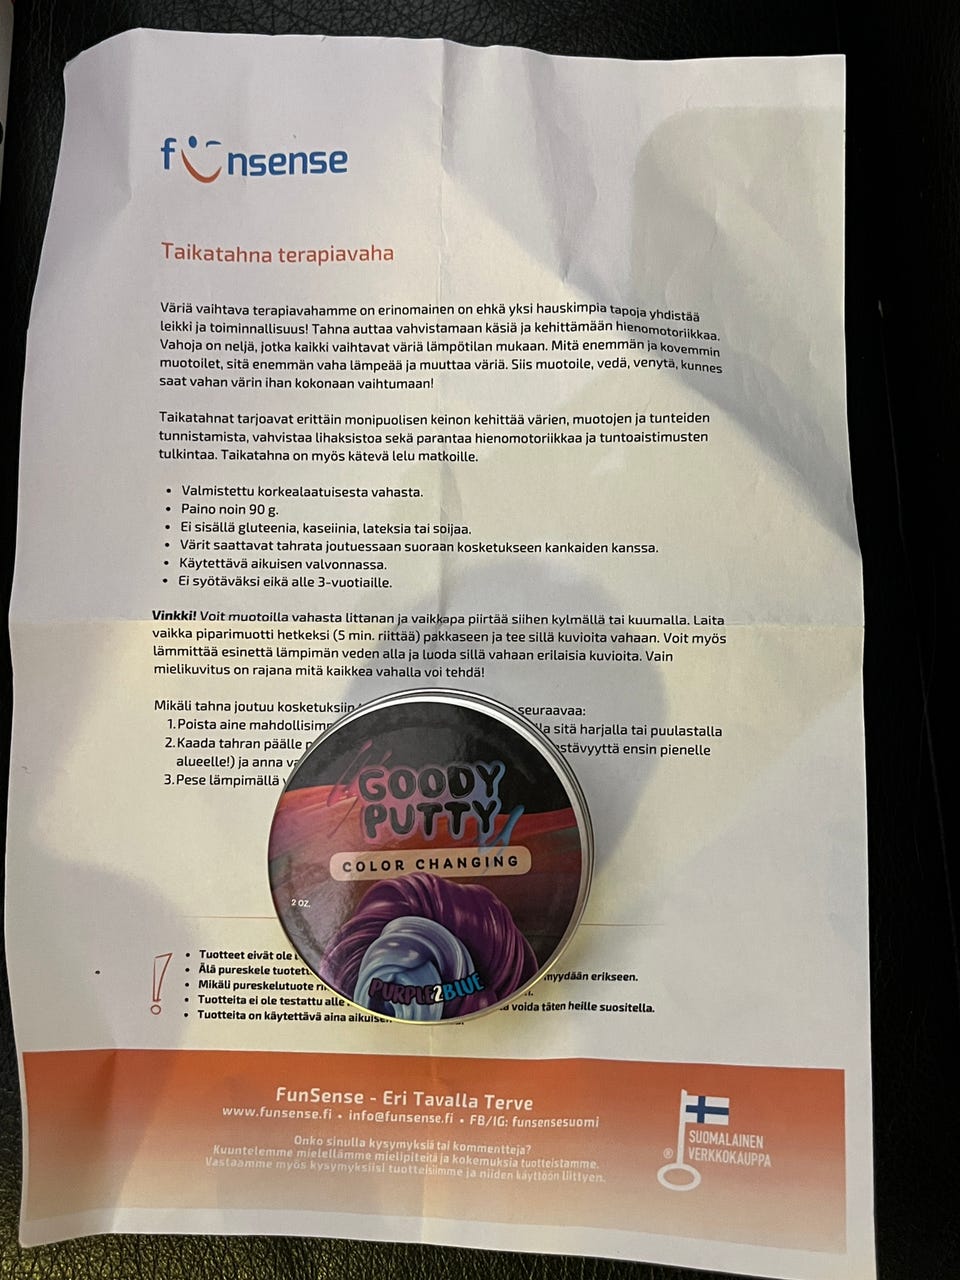 funsense
Taikatahna terapiavaha
Väriä vaihtava terapiavahamme on erinomainen on ehkä yksi hauskimpia tapoja yhdistää
leikki ja toiminnallisuus! Tahna auttaa vahvistamaan käsiä ja kehittämään hienomotoriikkaa.
Vahoja on neljä, jotka kaikki vaihtavat väriä lämpötilan mukaan. Mitä enemmän ja kovemmin
muotoilet, sitä enemmän vaha lämpeää ja muuttaa väriä. Siis muotoile, vedä, venytä, kunnes
saat vahan värin ihan kokonaan vaihtumaan!
Taikatahnat tarjoavat erittäin monipuolisen keinon kehittää värien, muotojen ja tunteiden
tunnistamista, vahvistaa lihaksistoa sekä parantaa hienomotoriikkaa ja tuntoaistimusten
tulkintaa. Taikatahna on myös kätevä lelu matkoille.
• Valmistettu korkealaatuisesta vahasta.
• Paino noin 90 g.
• Ei sisällä gluteenia, kaseiinia, lateksia tai soijaa.
• Värit saattavat tahrata joutuessaan suoraan kosketukseen kankaiden kanssa.
• Käytettävä aikuisen valvonnassa.
• Ei syötäväksi eikä alle 3-vuotiaille.
Vinkki! Voit muotoilla vahasta littanan ja vaikkapa piirtää siihen kylmällä tai kuumalla. Laita
vaikka piparimuotti hetkeksi (5 min. riittää) pakkaseen ja tee sillä kuvioita vahaan. Voit myös
lämmittää esinettä lämpimän veden alla ja luoda sillä vahaan erilaisia kuvioita. Vain
mielikuvitus on rajana mitä kaikkea vahalla voi tehdä!
Mikäli tahna joutuu kosketuksiin seuraavaa:
1. Poista aine sitä harjalla tai puulastalla
2. Kaada tahran päälle ensin pienelle
alueelle!) ja anna
3. Pese lämpimällä
GOODY
PUTTY
COLOR CHANGING
2 OZ.
PURPLE2BLUE
• Tuotteet eivät ole
• Älä pureskele myydään erikseen.
• Mikäli pureskelutuote
• Tuotteita ei ole testattu alle voida täten heille suositella.
• Tuotteita on käytettävä aina
FunSense - Eri Tavalla Terve
www.funsense.fi • info@funsense.fi • FB/IG: funsensesuomi
Onko sinulla kysymyksiä tai kommentteja?
Kuuntelemme mielellämme mielipiteitä ja kokemuksia tuotteistamme.
Vastaamme myös kysymyksiisi tuotteisiimme ja niiden käyttöön liittyen.
SUOMALAINEN
® VERKKOKAUPPA